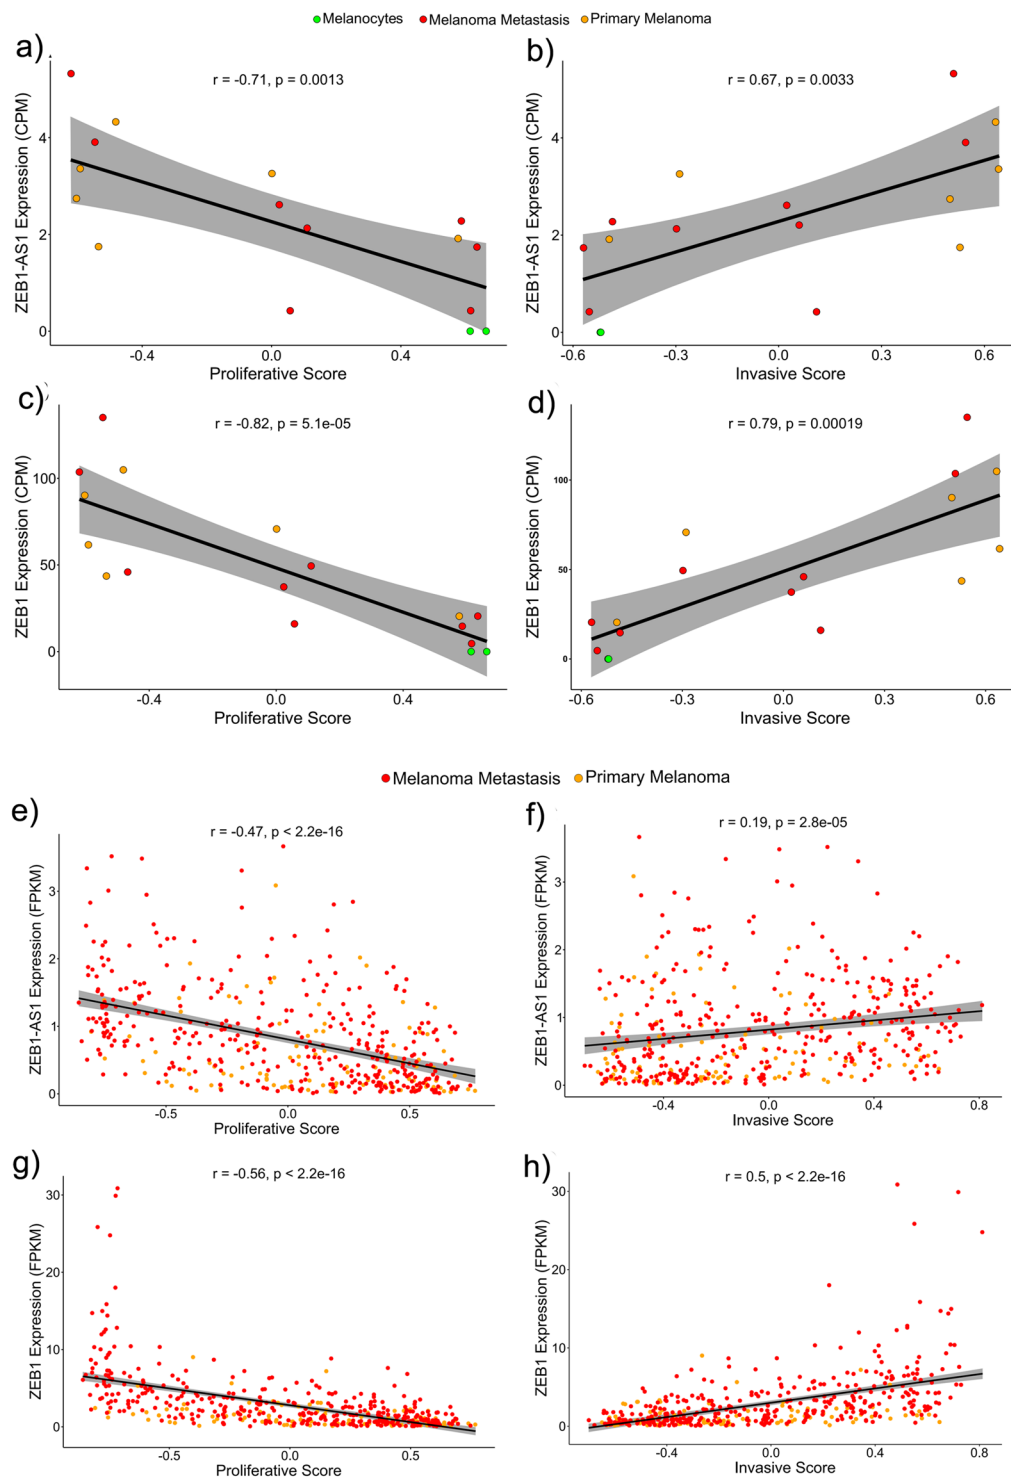 Melanocytes Melanoma Metastasis Primary Melanoma
a)
r = -0.71, p = 0.0013
ZEB1-AS1 Expression (CPM)
4
2
0
-0.4 0.0 0.4
Proliferative Score
b)
r = 0.67, p = 0.0033
ZEB1-AS1 Expression (CPM)
4
2
0
-0.6 -0.3 0.0 0.3 0.6
Invasive Score
c)
r = -0.82, p = 5.1e-05
ZEB1 Expression (CPM)
100
50
0
-0.4 0.0 0.4
Proliferative Score
d)
r = 0.79, p = 0.00019
ZEB1 Expression (CPM)
100
50
0
-0.6 -0.3 0.0 0.3 0.6
Invasive Score
Melanoma Metastasis Primary Melanoma
e)
r = -0.47, p < 2.2e-16
ZEB1-AS1 Expression (FPKM)
3
2
1
0
-0.5 0.0 0.5
Proliferative Score
f)
r = 0.19, p = 2.8e-05
ZEB1-AS1 Expression (FPKM)
3
2
1
0
-0.4 0.0 0.4 0.8
Invasive Score
g)
r = -0.56, p < 2.2e-16
ZEB1 Expression (FPKM)
30
20
10
0
-0.5 0.0 0.5
Proliferative Score
h)
r = 0.5, p < 2.2e-16
ZEB1 Expression (FPKM)
30
20
10
0
-0.4 0.0 0.4 0.8
Invasive Score